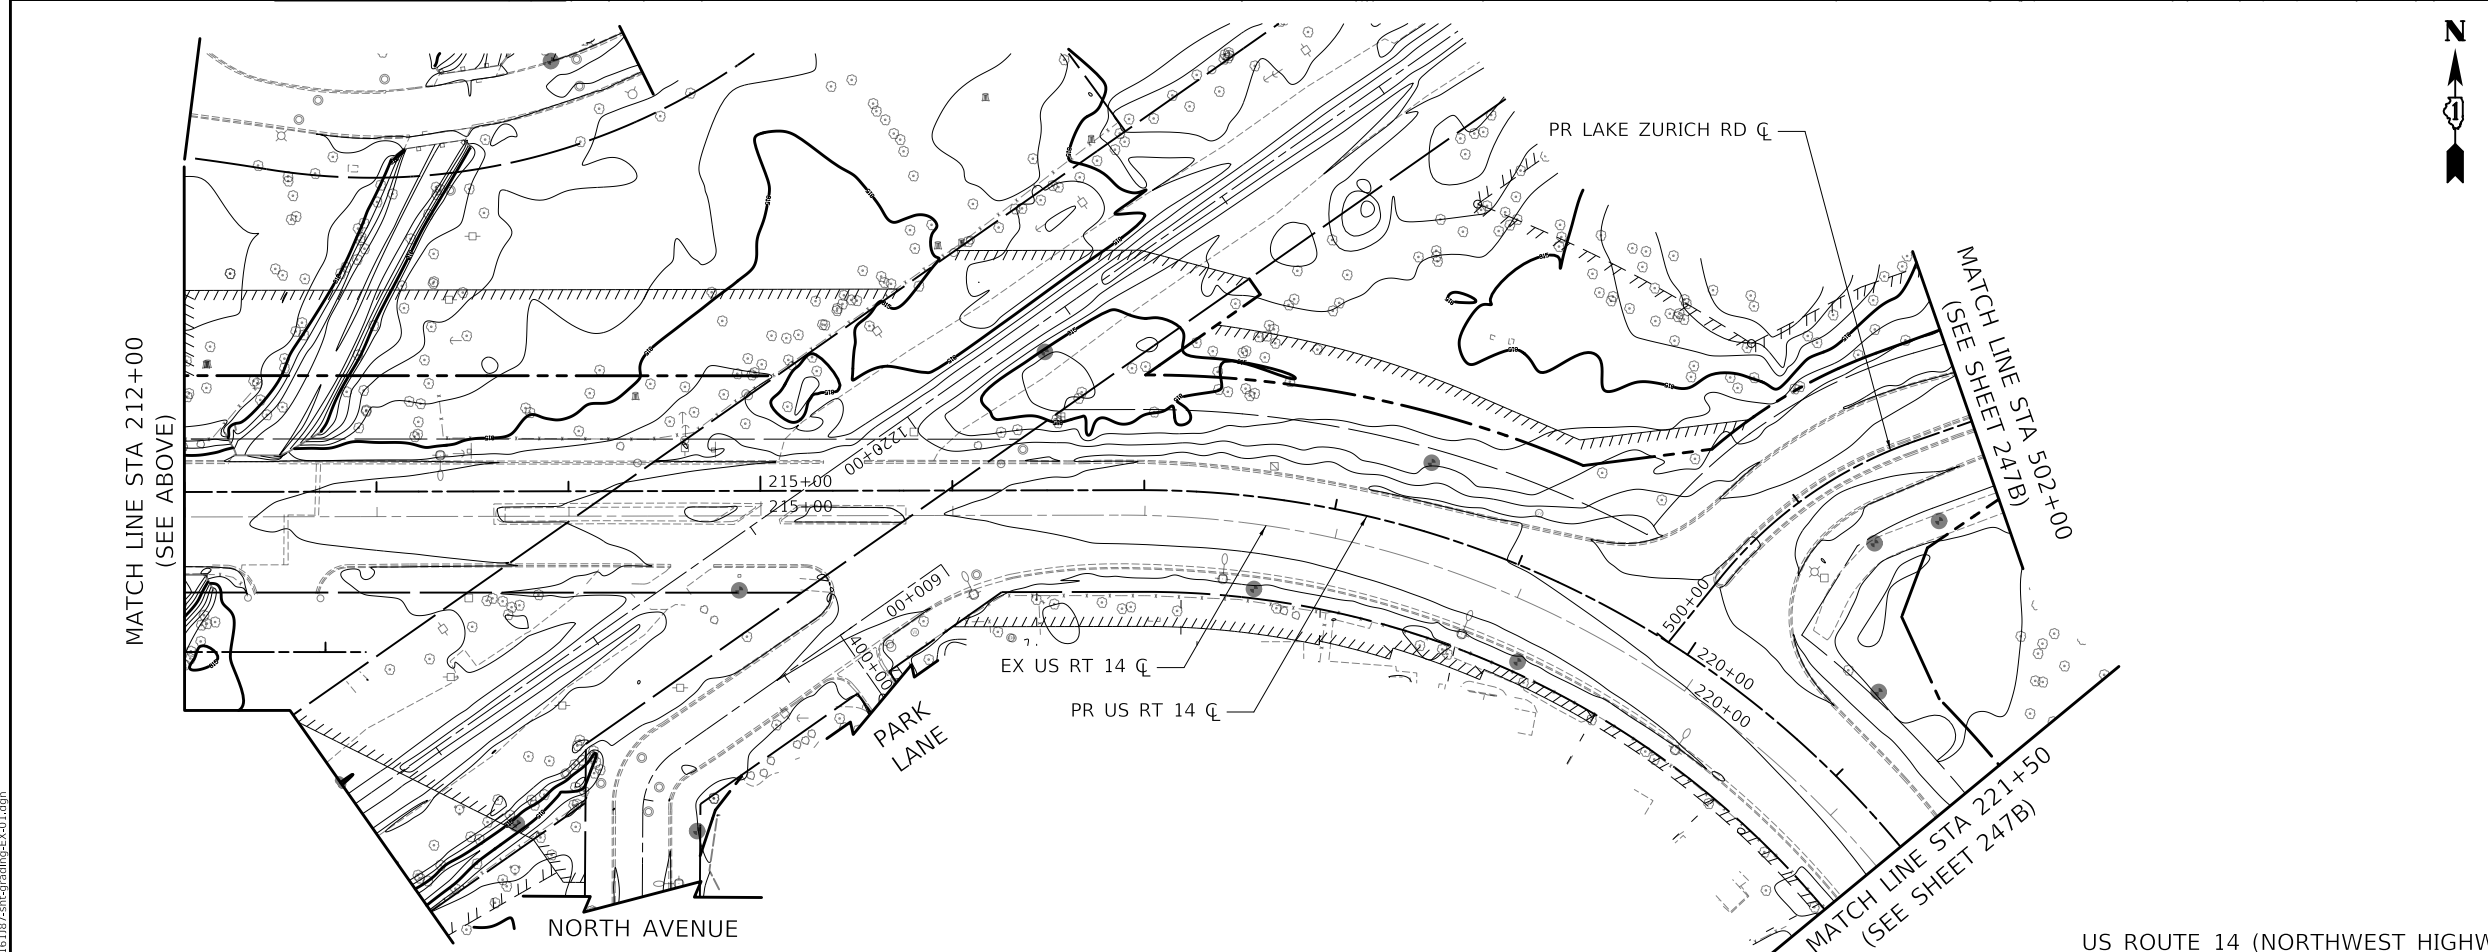 N
1
PR LAKE ZURICH RD ℄
MATCH LINE STA 502+00
(SEE SHEET 247B)
MATCH LINE STA 212+00
(SEE ABOVE)
1220+00
215+00
215+00
600+00
400+00
500+00
EX US RT 14 ℄
PR US RT 14 ℄
220+00
220+00
PARK
LANE
MATCH LINE STA 221+50
(SEE SHEET 247B)
NORTH AVENUE
US ROUTE 14 (NORTHWEST HIGHW